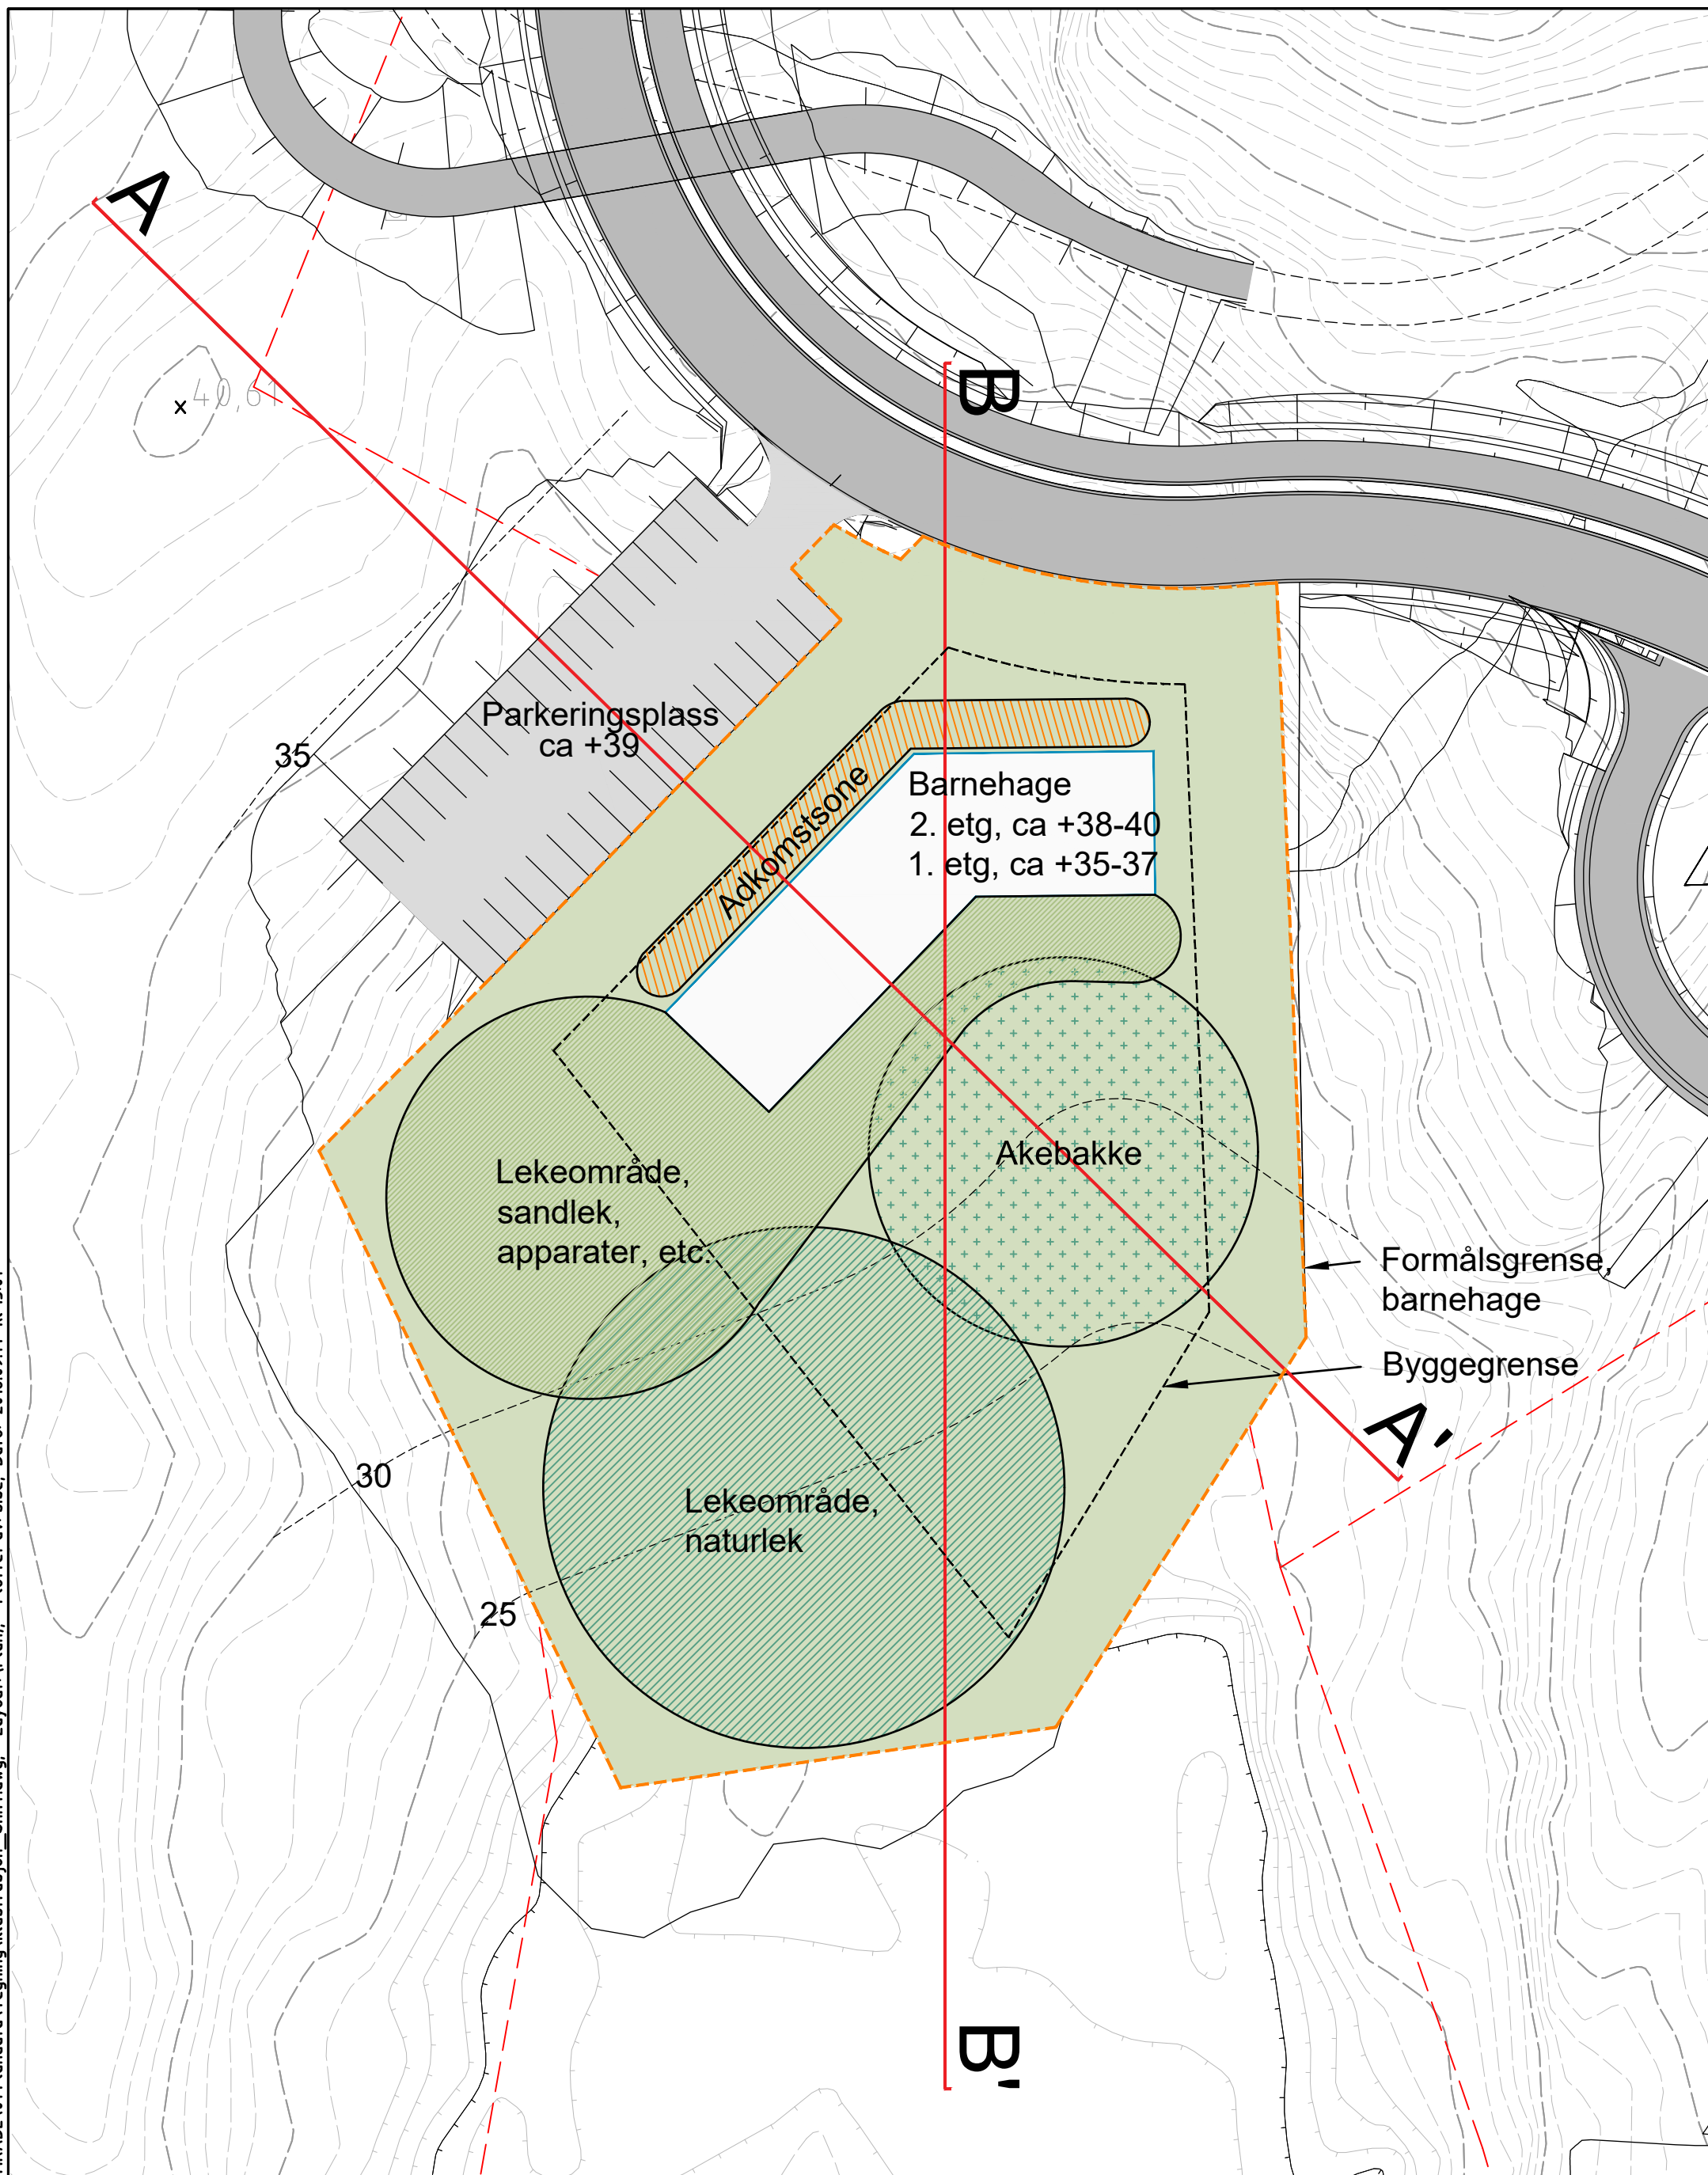 A
B
40,61
Parkeringsplass
ca +39
35
Barnehage
2. etg, ca +38-40
1. etg, ca +35-37
Adkomstsone
Akebakke
Lekeområde,
sandlek,
apparater, etc.
Formålsgrense,
barnehage
Byggegrense
A'
30
Lekeområde,
naturlek
25
B'